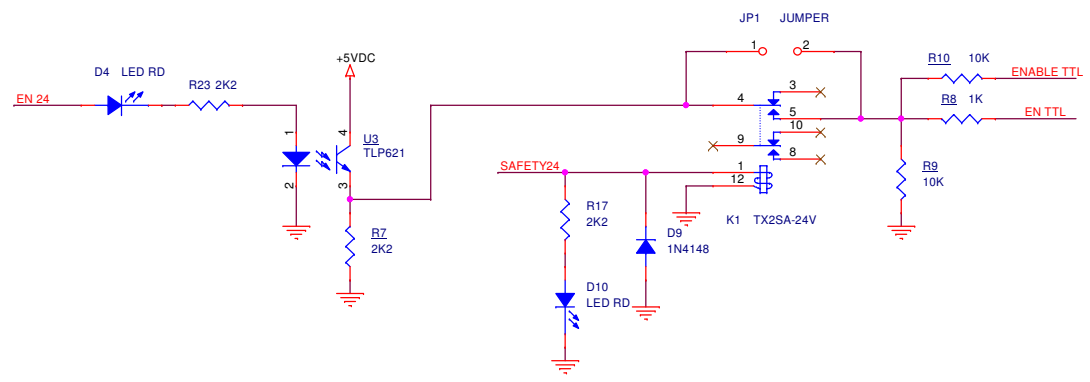 JP1 JUMPER
1 2
+5VDC
R10 10K
D4 LED RD
ENABLE TTL
R23 2K2
3
EN 24
4
R8 1K
5
EN TTL
10
1
4
U3
TLP621
9
8
2
3
SAFETY24
1
12
R9
10K
R17
2K2
K1 TX2SA-24V
R7
2K2
D9
1N4148
D10
LED RD